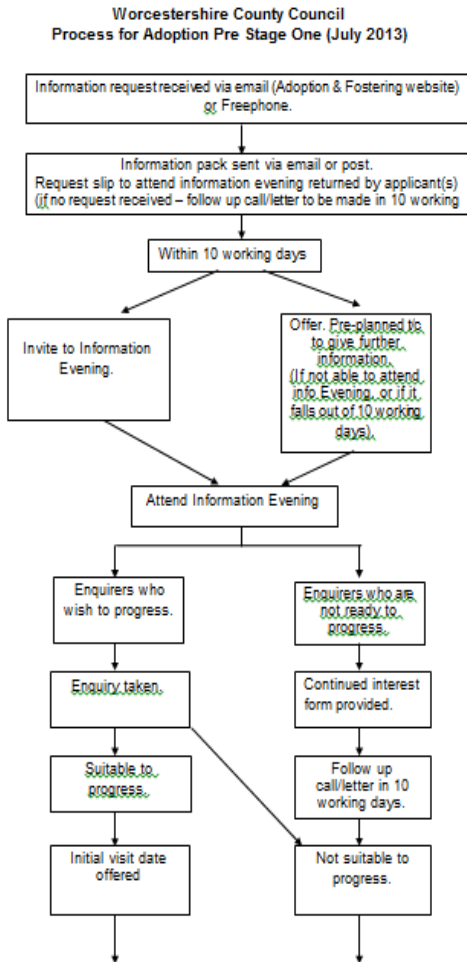 Worcestershire County Council
Process for Adoption Pre Stage One (July 2013)
Information request received via email (Adoption & Fostering website)
or Freephone.
Information pack sent via email or post.
Request slip to attend information evening returned by applicant(s)
(if no request received – follow up call/letter to be made in 10 working
Within 10 working days
Invite to Information
Evening.
Offer. Pre-planned t/c
to give further
information.
(If not able to attend
info Evening, or if it
falls out of 10 working
days).
Attend Information Evening
Enquirers who
wish to progress.
Enquirers who are
not ready to
progress.
Enquiry taken.
Continued interest
form provided.
Suitable to
progress.
Follow up
call/letter in 10
working days.
Initial visit date
offered
Not suitable to
progress.